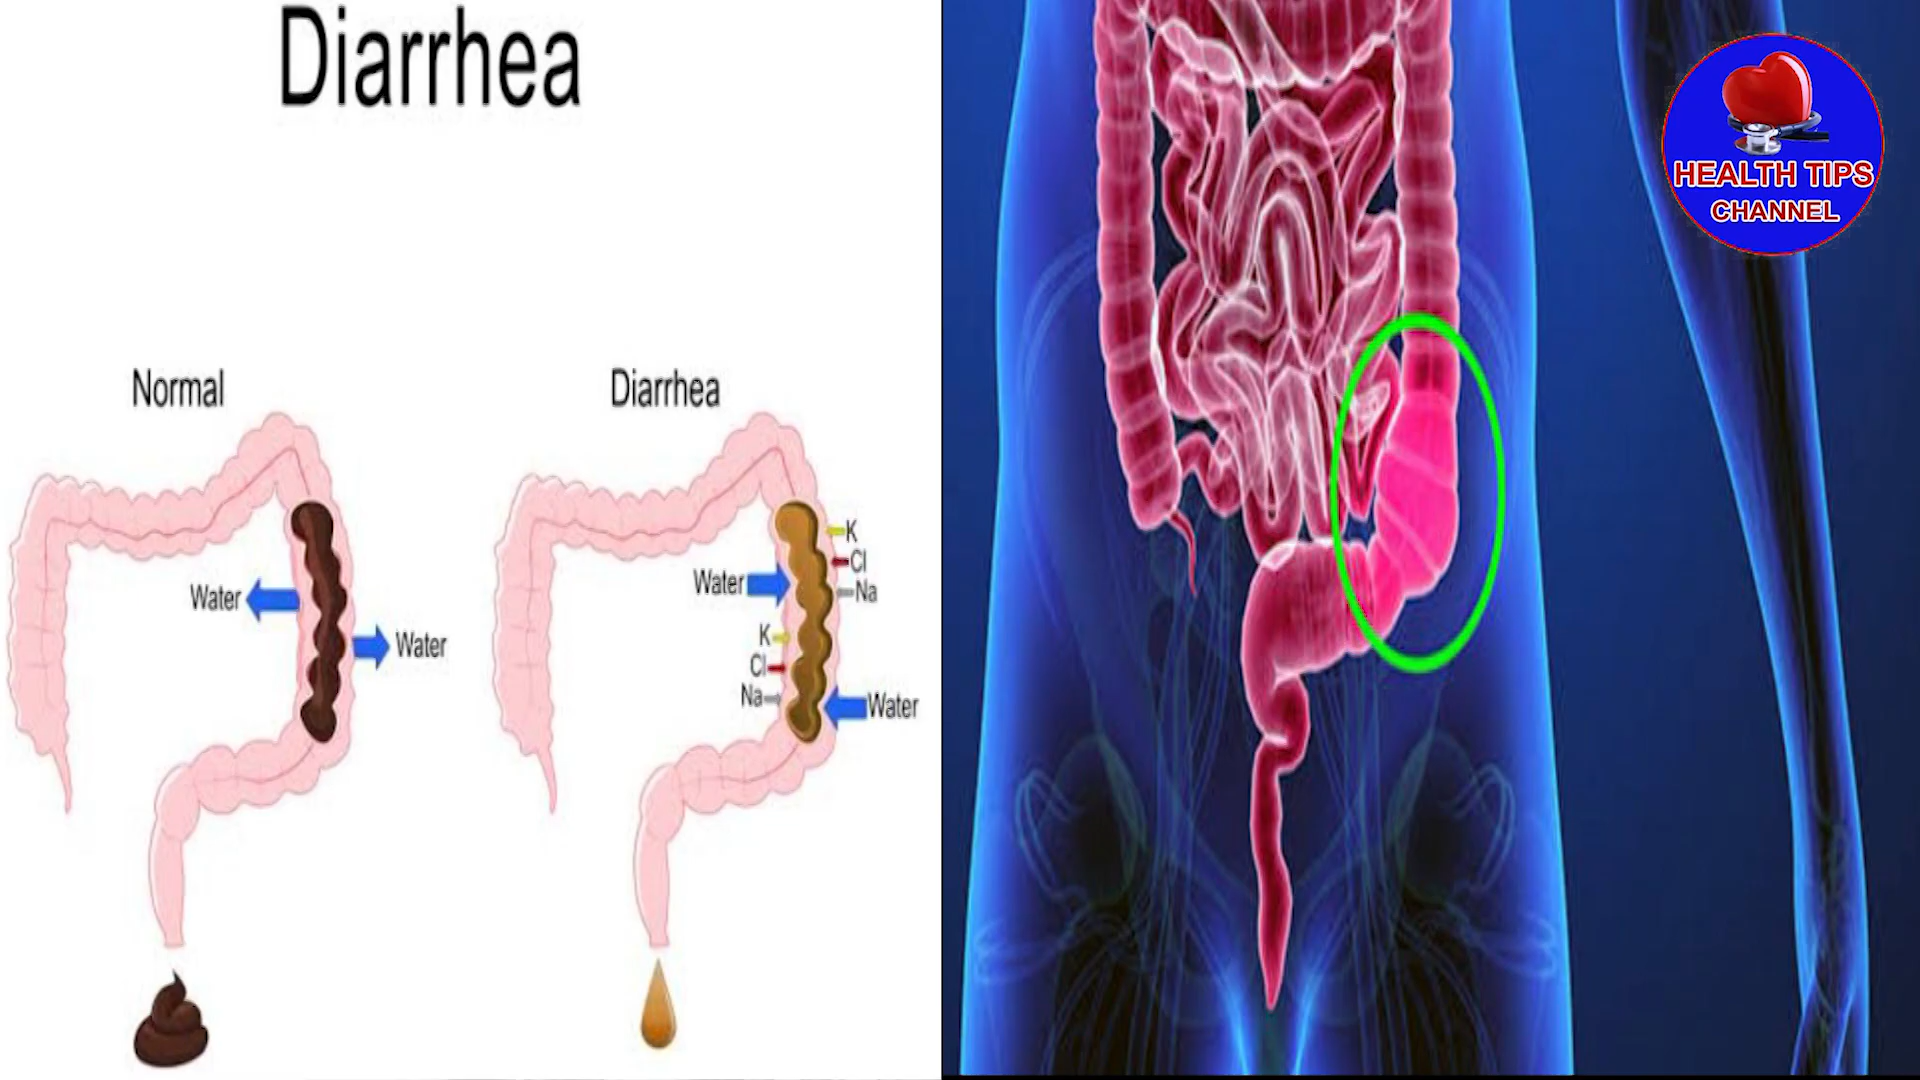 Diarrhea
Normal
Diarrhea
Water
Water
Water
K
Cl
Na
K
Cl
Na
Water
HEALTH TIPS
CHANNEL